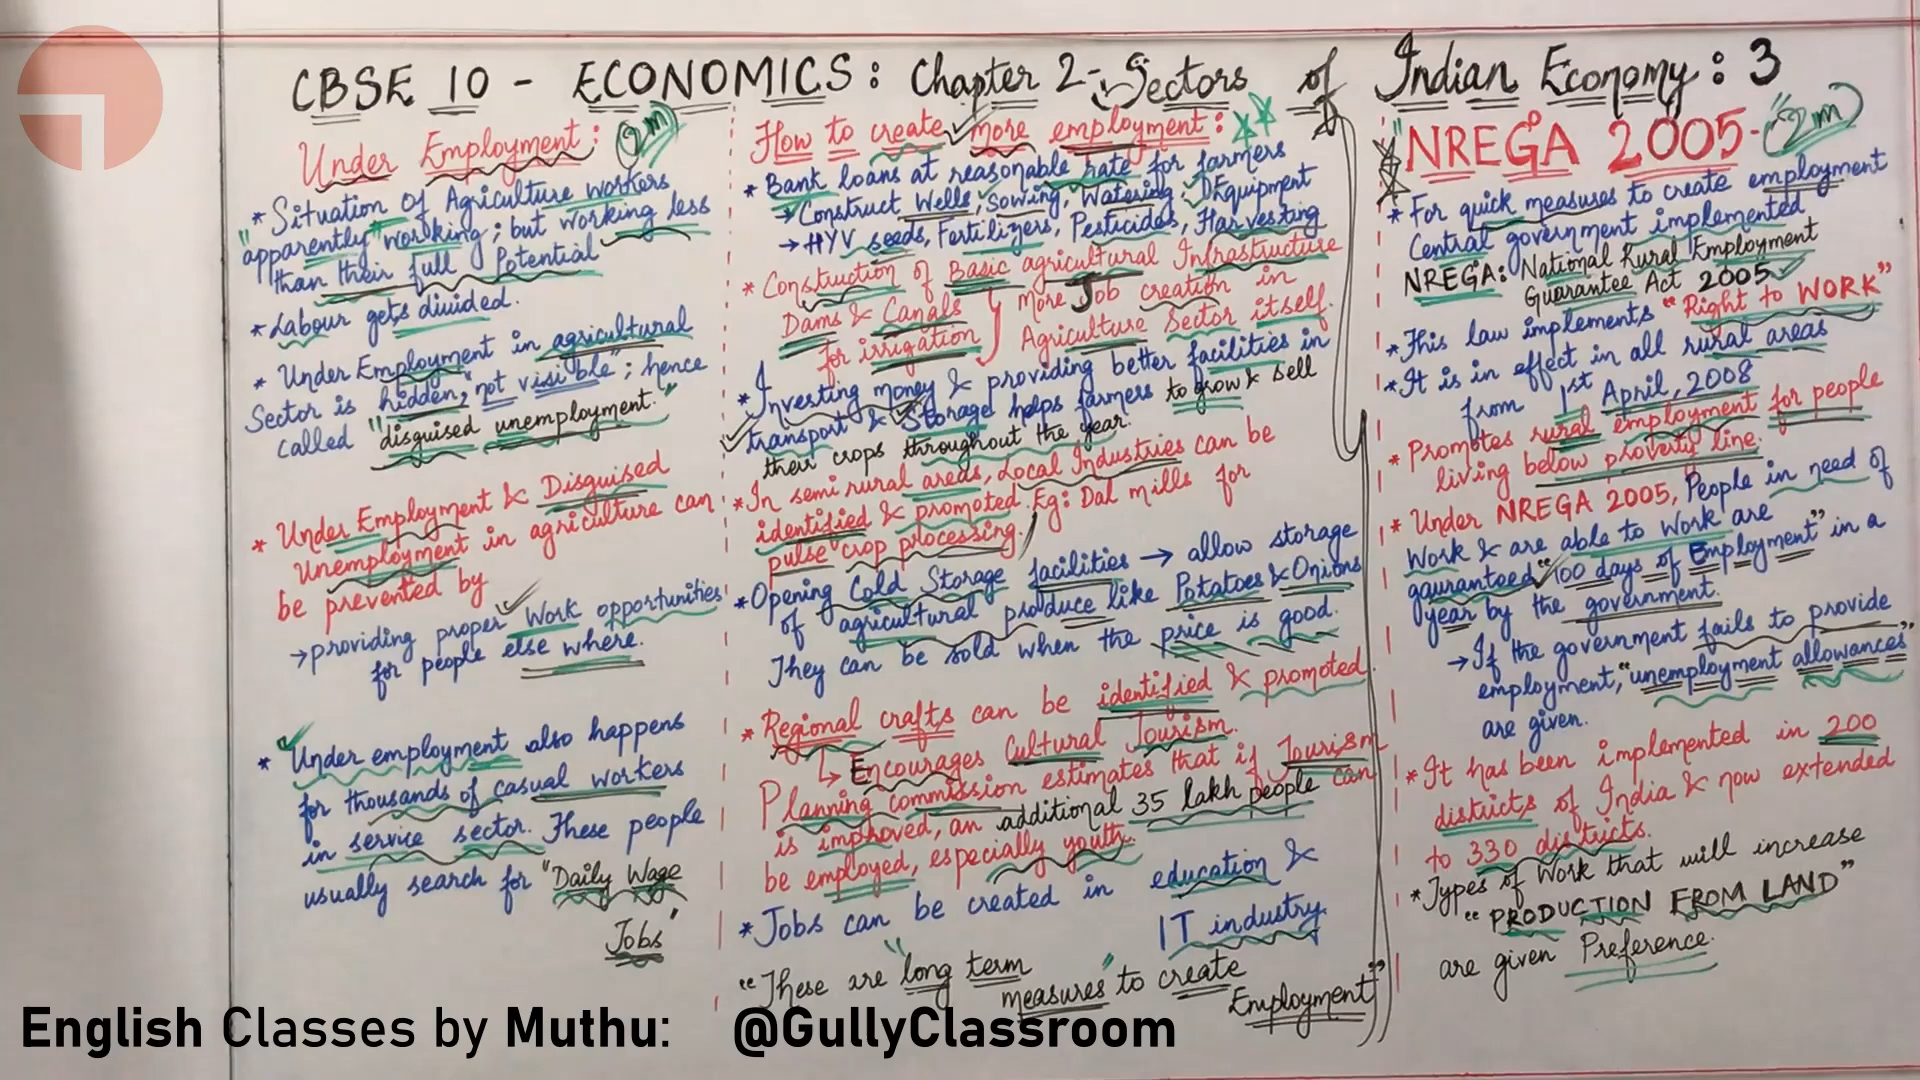 CBSE 10 - ECONOMICS: Chapter 2 - Sectors of Indian Economy: 3
Under Employment: (2m)
* Situation Of Agriculture workers
"apparently" working; but working less
than their full Potential
* Labour gets divided.
* Under Employment in agricultural
Sector is hidden, "not visible"; hence
called "disguised unemployment."
* Under Employment & Disguised
Unemployment in agriculture can
be prevented by
→ providing proper Work opportunities
for people else where.
* Under employment also happens
for thousands of casual workers
in service sector. These people
usually search for "Daily Wage
Jobs"
How to create more employment:
* Bank loans at reasonable rate for farmers
→ Construct Wells, Sowing, Watering, Equipment
→ HYV seeds, Fertilizers, Pesticides, Harvesting
* Construction of Basic agricultural Infrastructure
Dams & Canals } More Job creation in
for irrigation Agriculture Sector itself.
* Investing money & providing better facilities in
transport & Storage helps farmers to grow & sell
their crops throughout the year.
* In semi rural areas, Local Industries can be
identified & promoted. Eg: Dal mills for
pulse crop processing.
* Opening Cold Storage facilities → allow storage
of agricultural produce like Potatoes & Onions
They can be sold when the price is good.
* Regional crafts can be identified & promoted
↳ Encourages Cultural Tourism.
Planning commission estimates that if Tourism
is improved, an additional 35 lakh people can
be employed, especially youth.
* Jobs can be created in education &
IT industry.
"These are "long term
measures" to create
Employment"
"NREGA 2005- (2m)
* For quick measures to create employment
Central government implemented
NREGA: National Rural Employment
Guarantee Act 2005
* This law implements "Right to WORK"
* It is in effect in all rural areas
from 1st April, 2008
* Promotes rural employment for people
living below proverty line.
* Under NREGA 2005, People in need of
Work & are able to Work are
gauranteed "100 days of Employment" in a
year by the government.
→ If the government fails to provide
employment, "unemployment allowances"
are given.
* It has been implemented in 200
districts of India & now extended
to 330 districts.
* Types of Work that will increase
"PRODUCTION FROM LAND"
are given Preference.
English Classes by Muthu: @GullyClassroom